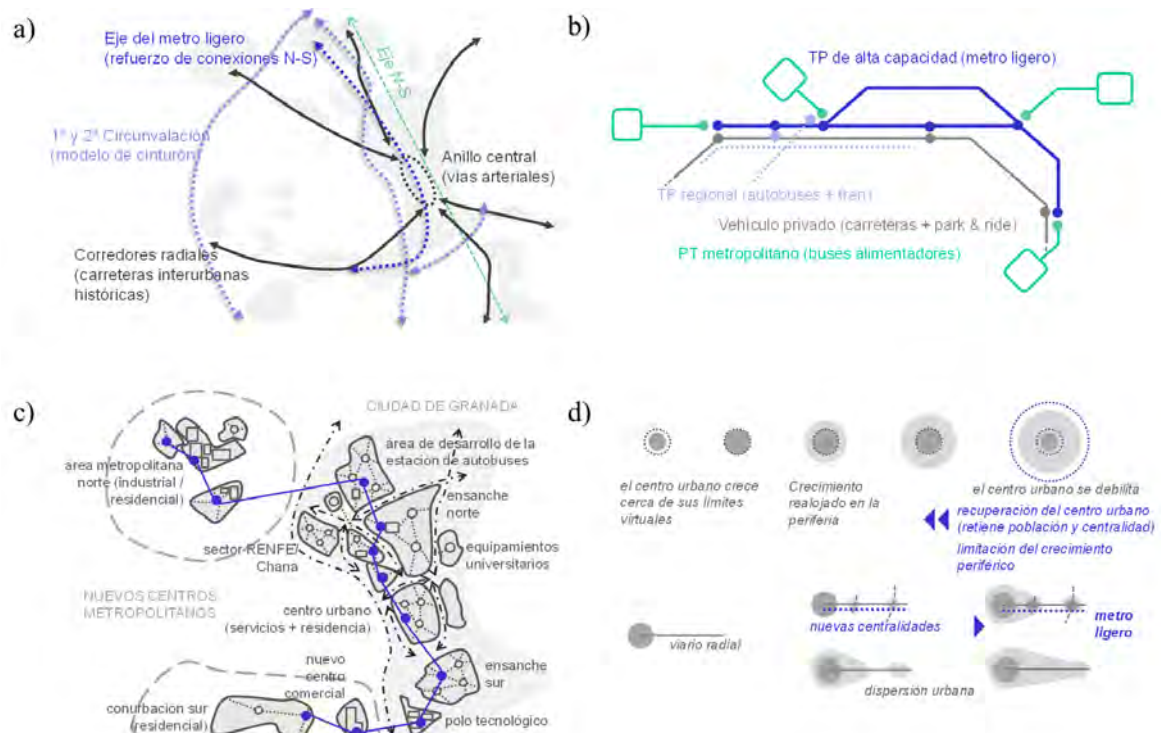 a)
Eje del metro ligero
(refuerzo de conexiones N-S)
Eje N-S
1ª y 2ª Circunvalación
(modelo de cinturón)
Anillo central
(vías arteriales)
Corredores radiales
(carreteras interurbanas
históricas)
b)
TP de alta capacidad (metro ligero)
TP regional (autobuses + tren)
Vehículo privado (carreteras + park & ride)
PT metropolitano (buses alimentadores)
c)
CIUDAD DE GRANADA
área de desarrollo de la
estación de autobuses
área metropolitana
norte (industrial /
residencial)
ensanche
norte
sector RENFE/
Chana
equipamientos
universitarios
NUEVOS CENTROS
METROPOLITANOS
centro urbano
(servicios + residencia)
nuevo
centro
comercial
ensanche
sur
conurbación sur
(residencial)
polo tecnológico
d)
el centro urbano crece
cerca de sus límites
virtuales
Crecimiento
realojado en la
periferia
el centro urbano se debilita
recuperación del centro urbano
(retiene población y centralidad)
limitación del crecimiento
periférico
nuevas centralidades
metro
ligero
viario radial
dispersión urbana